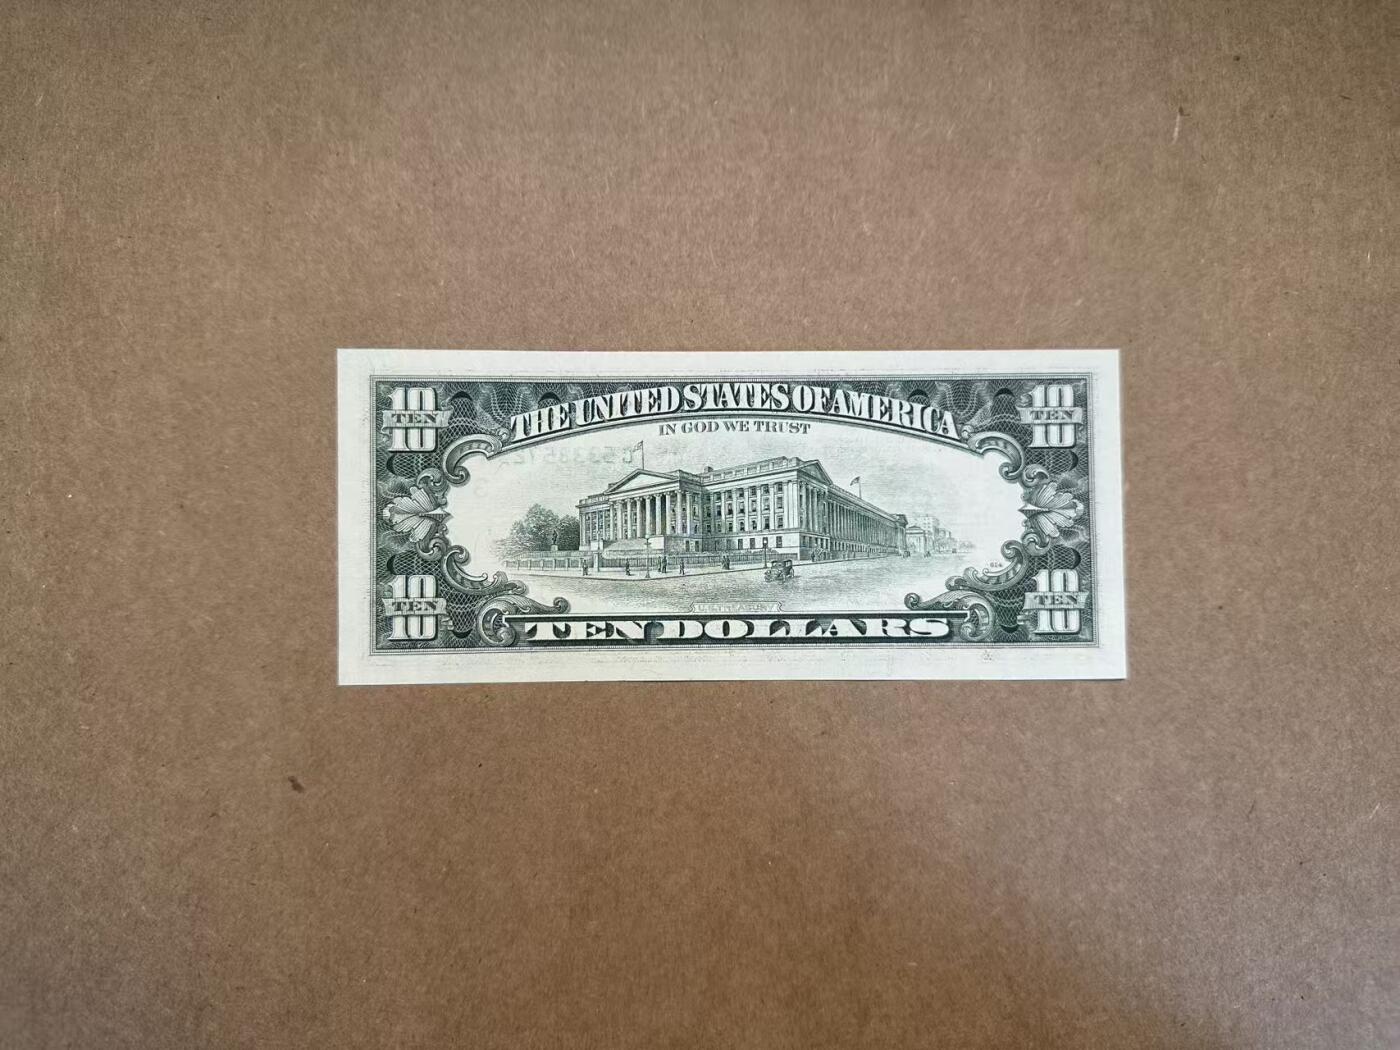 10 TEN 10
THE UNITED STATES OF AMERICA
10 TEN 10
IN GOD WE TRUST
U.S. TREASURY
10 TEN 10
TEN DOLLARS
10 TEN 10